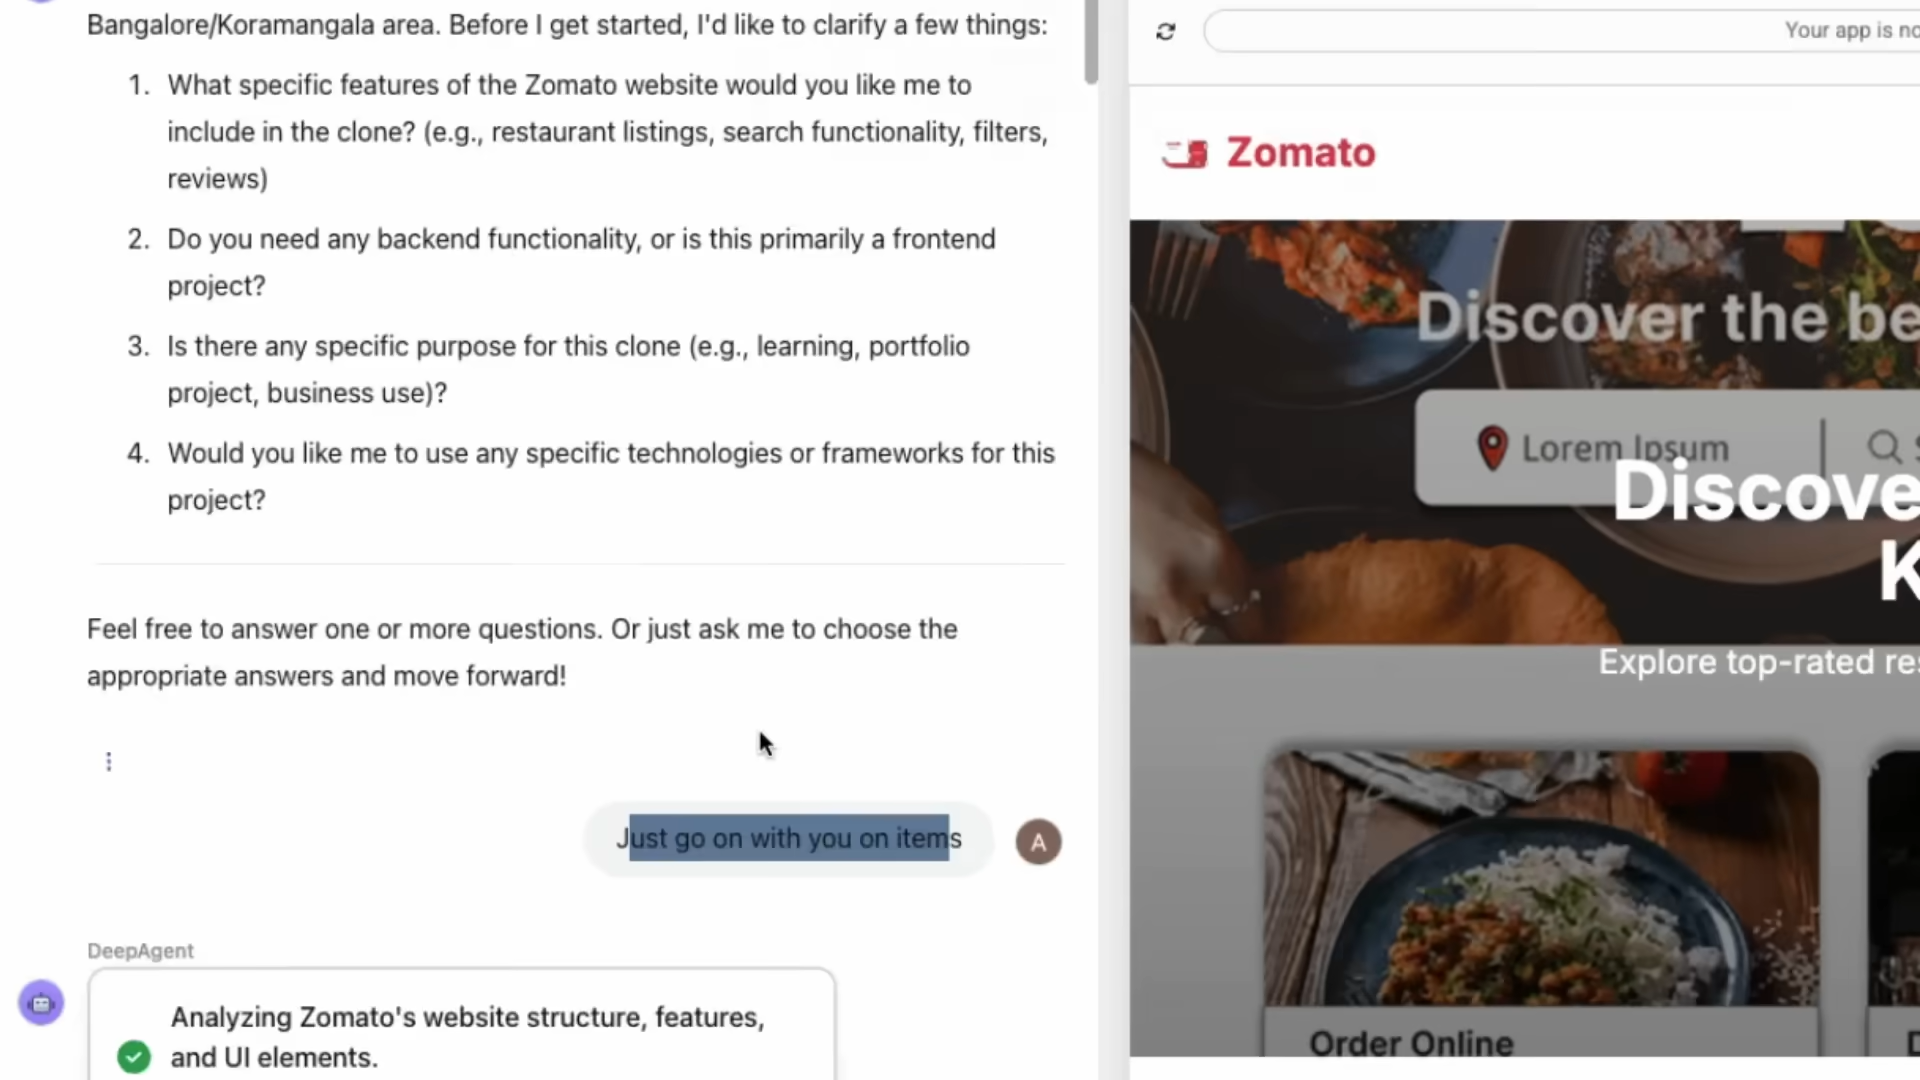 Bangalore/Koramangala area. Before I get started, I'd like to clarify a few things:
1. What specific features of the Zomato website would you like me to
include in the clone? (e.g., restaurant listings, search functionality, filters,
reviews)
2. Do you need any backend functionality, or is this primarily a frontend
project?
3. Is there any specific purpose for this clone (e.g., learning, portfolio
project, business use)?
4. Would you like me to use any specific technologies or frameworks for this
project?
Feel free to answer one or more questions. Or just ask me to choose the
appropriate answers and move forward!
Just go on with you on items
A
DeepAgent
Analyzing Zomato's website structure, features,
and UI elements.
Your app is
Zomato
Discover the
Lorem Ipsum
Explore top-rated
Order Online